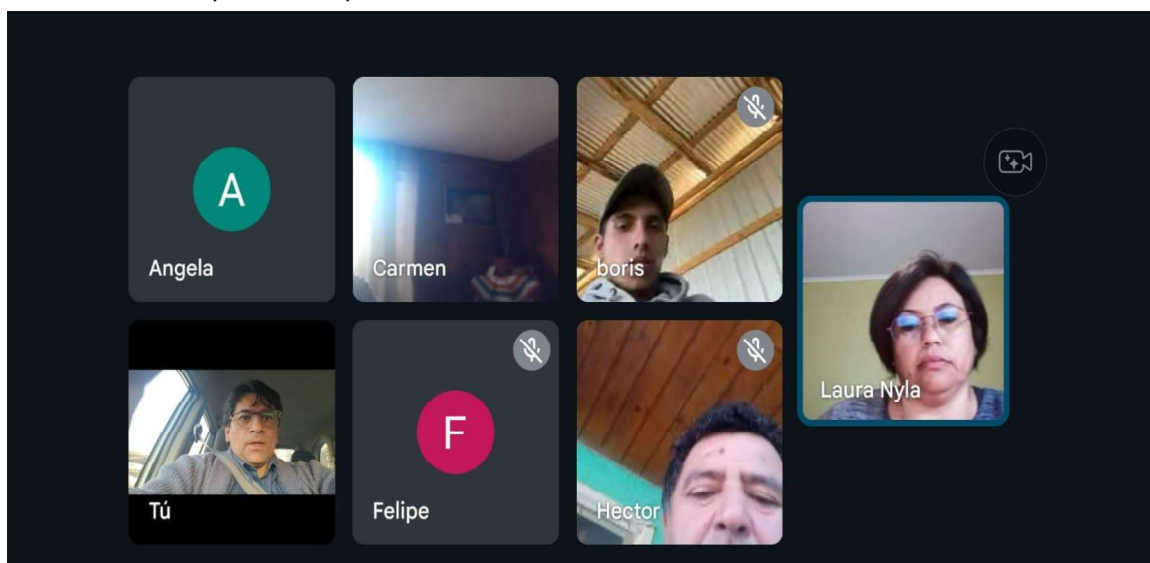 A
Angela
Carmen
boris
Tú
F
Felipe
Hector
Laura Nyla